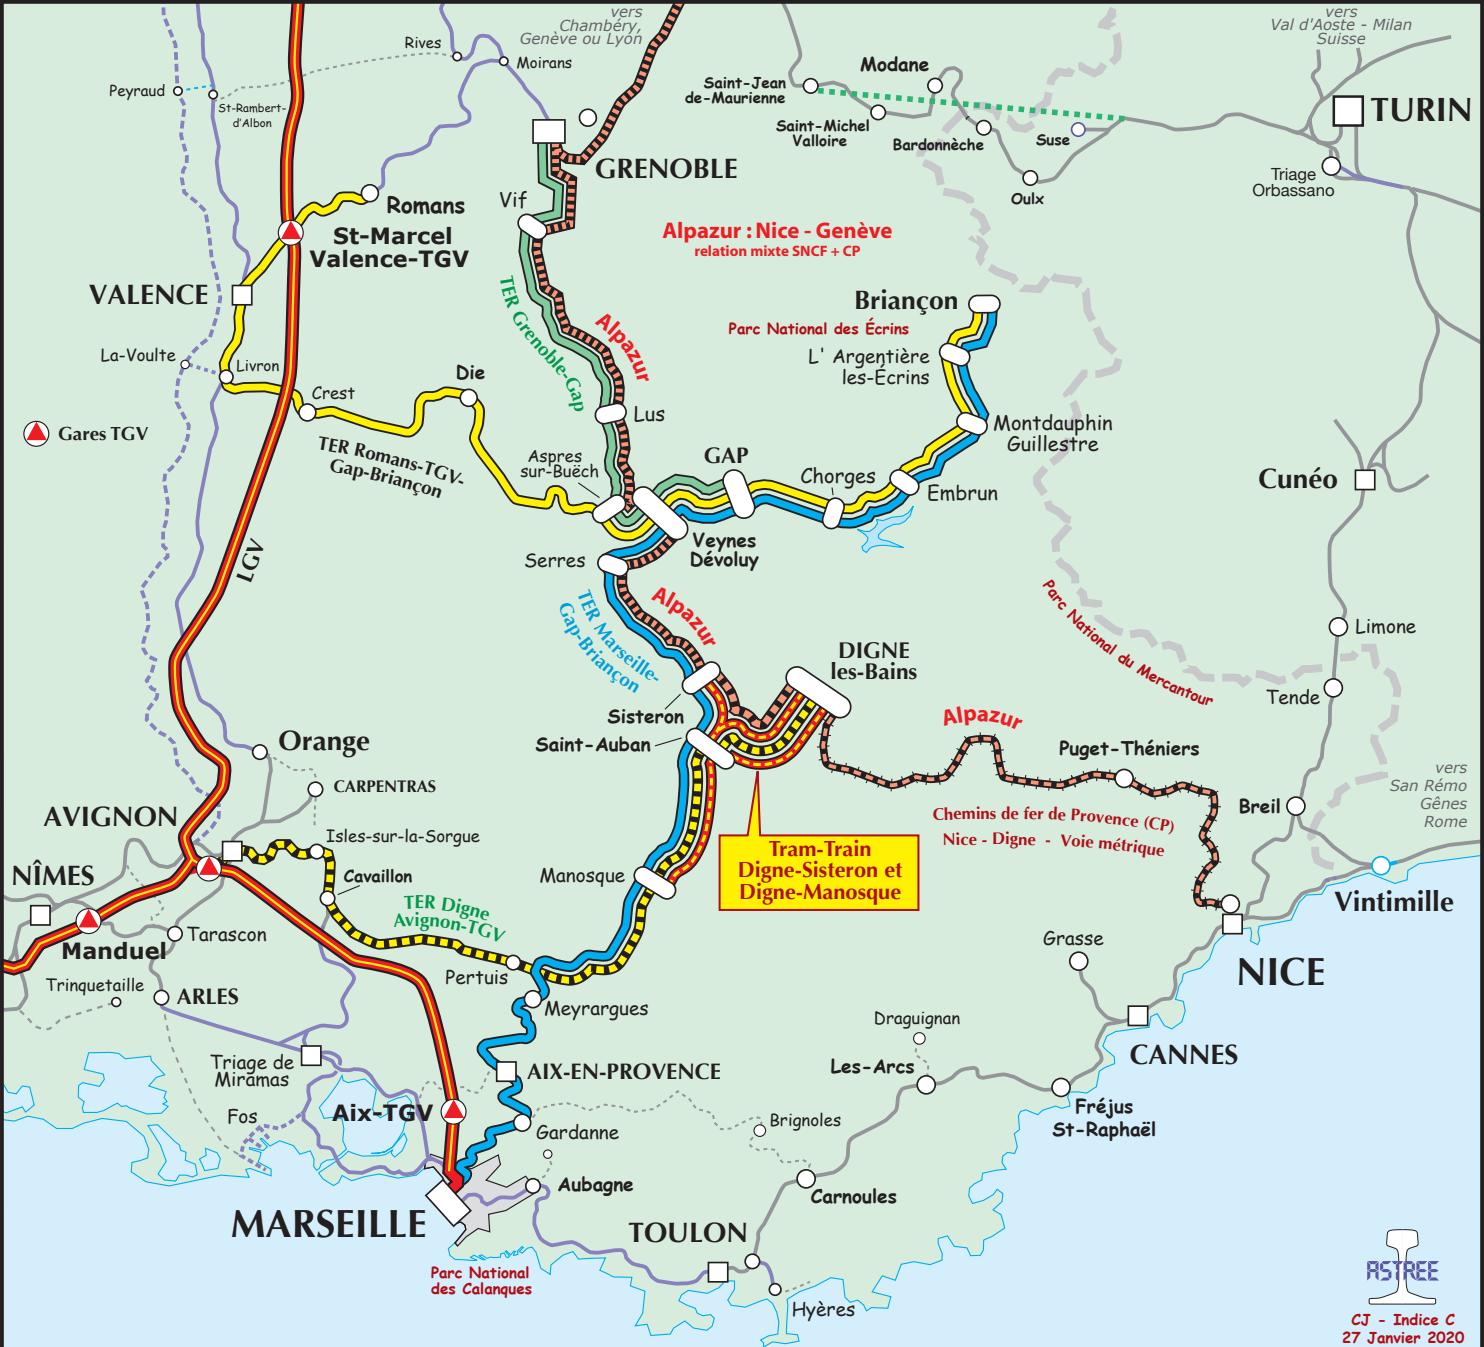 vers
Chambéry,
Genève ou Lyon
vers
Val d'Aoste - Milan
Suisse
Rives
Moirans
Peyraud
St-Rambert-
d'Albon
Saint-Jean
de-Maurienne
Modane
Saint-Michel
Valloire
Bardonnèche
Suse
Oulx
TURIN
Triage
Orbassano
GRENOBLE
Vif
Romans
St-Marcel
Valence-TGV
VALENCE
Alpazur : Nice - Genève
relation mixte SNCF + CP
TER Grenoble-Gap
Alpazur
Briançon
Parc National des Écrins
L' Argentière
les-Écrins
La-Voulte
Livron
Crest
Die
Lus
Gares TGV
TER Romans-TGV-
Gap-Briançon
Aspres
sur-Buëch
GAP
Chorges
Montdauphin
Guillestre
Embrun
Cunéo
LGV
Serres
Veynes
Dévoluy
TER Marseille-
Gap-Briançon
Alpazur
Parc National du Mercantour
Limone
Tende
DIGNE
les-Bains
Sisteron
Saint-Auban
Alpazur
Puget-Théniers
Orange
CARPENTRAS
AVIGNON
Isles-sur-la-Sorgue
Chemins de fer de Provence (CP)
Nice - Digne - Voie métrique
Breil
vers
San Rémo
Gênes
Rome
Tram-Train
Digne-Sisteron et
Digne-Manosque
NÎMES
Cavaillon
Manosque
TER Digne
Avignon-TGV
Vintimille
Manduel
Tarascon
Pertuis
Grasse
NICE
Trinquetaille
ARLES
Meyrargues
Draguignan
Triage de
Miramas
AIX-EN-PROVENCE
Les-Arcs
CANNES
Fos
Aix-TGV
Gardanne
Brignoles
Fréjus
St-Raphaël
Aubagne
Carnoules
MARSEILLE
TOULON
Parc National
des Calanques
Hyères
ASTREE
CJ - Indice C
27 Janvier 2020